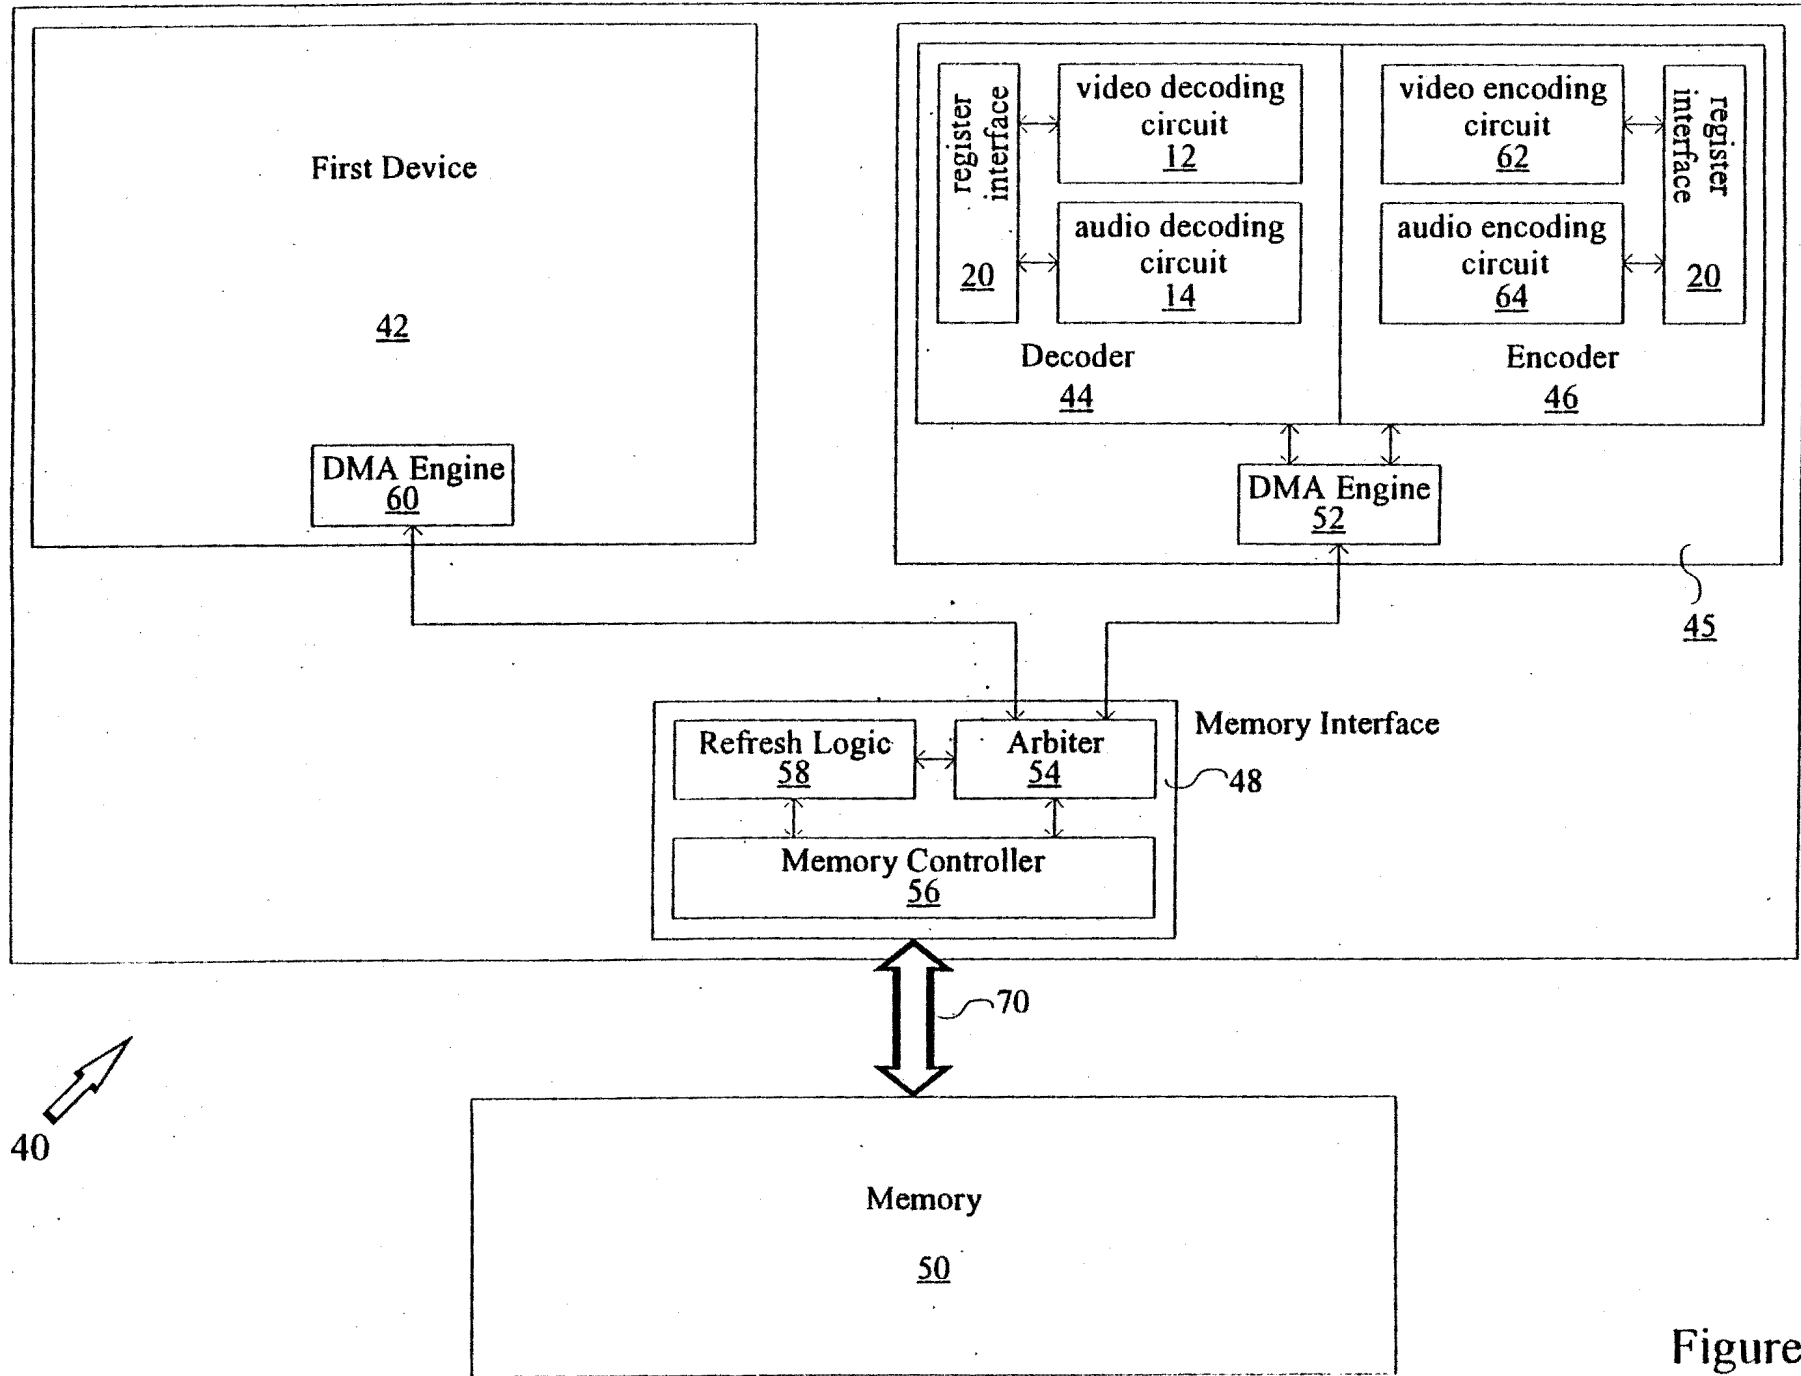 First Device
42
DMA Engine
60
register
interface
20
video decoding
circuit
12
audio decoding
circuit
14
Decoder
44
video encoding
circuit
62
audio encoding
circuit
64
register
interface
20
Encoder
46
DMA Engine
52
45
Refresh Logic
58
Arbiter
54
Memory Interface
48
Memory Controller
56
70
40
Memory
50
Figure